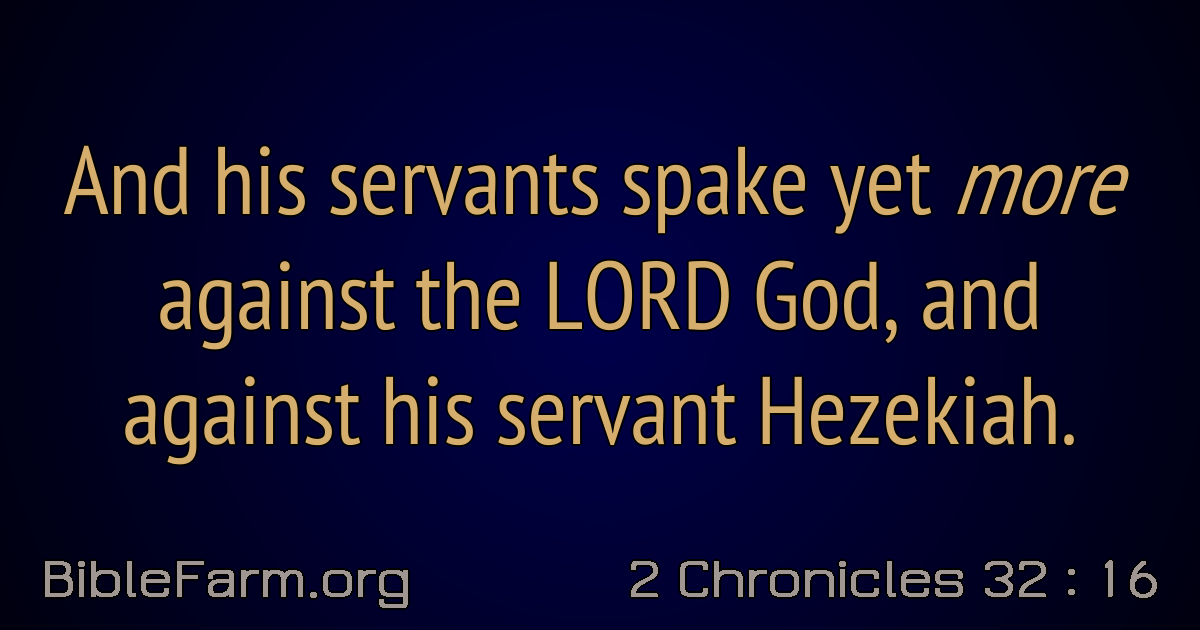 And his servants spake yet more
against the LORD God, and
against his servant Hezekiah.
BibleFarm.org 2 Chronicles 32 : 16